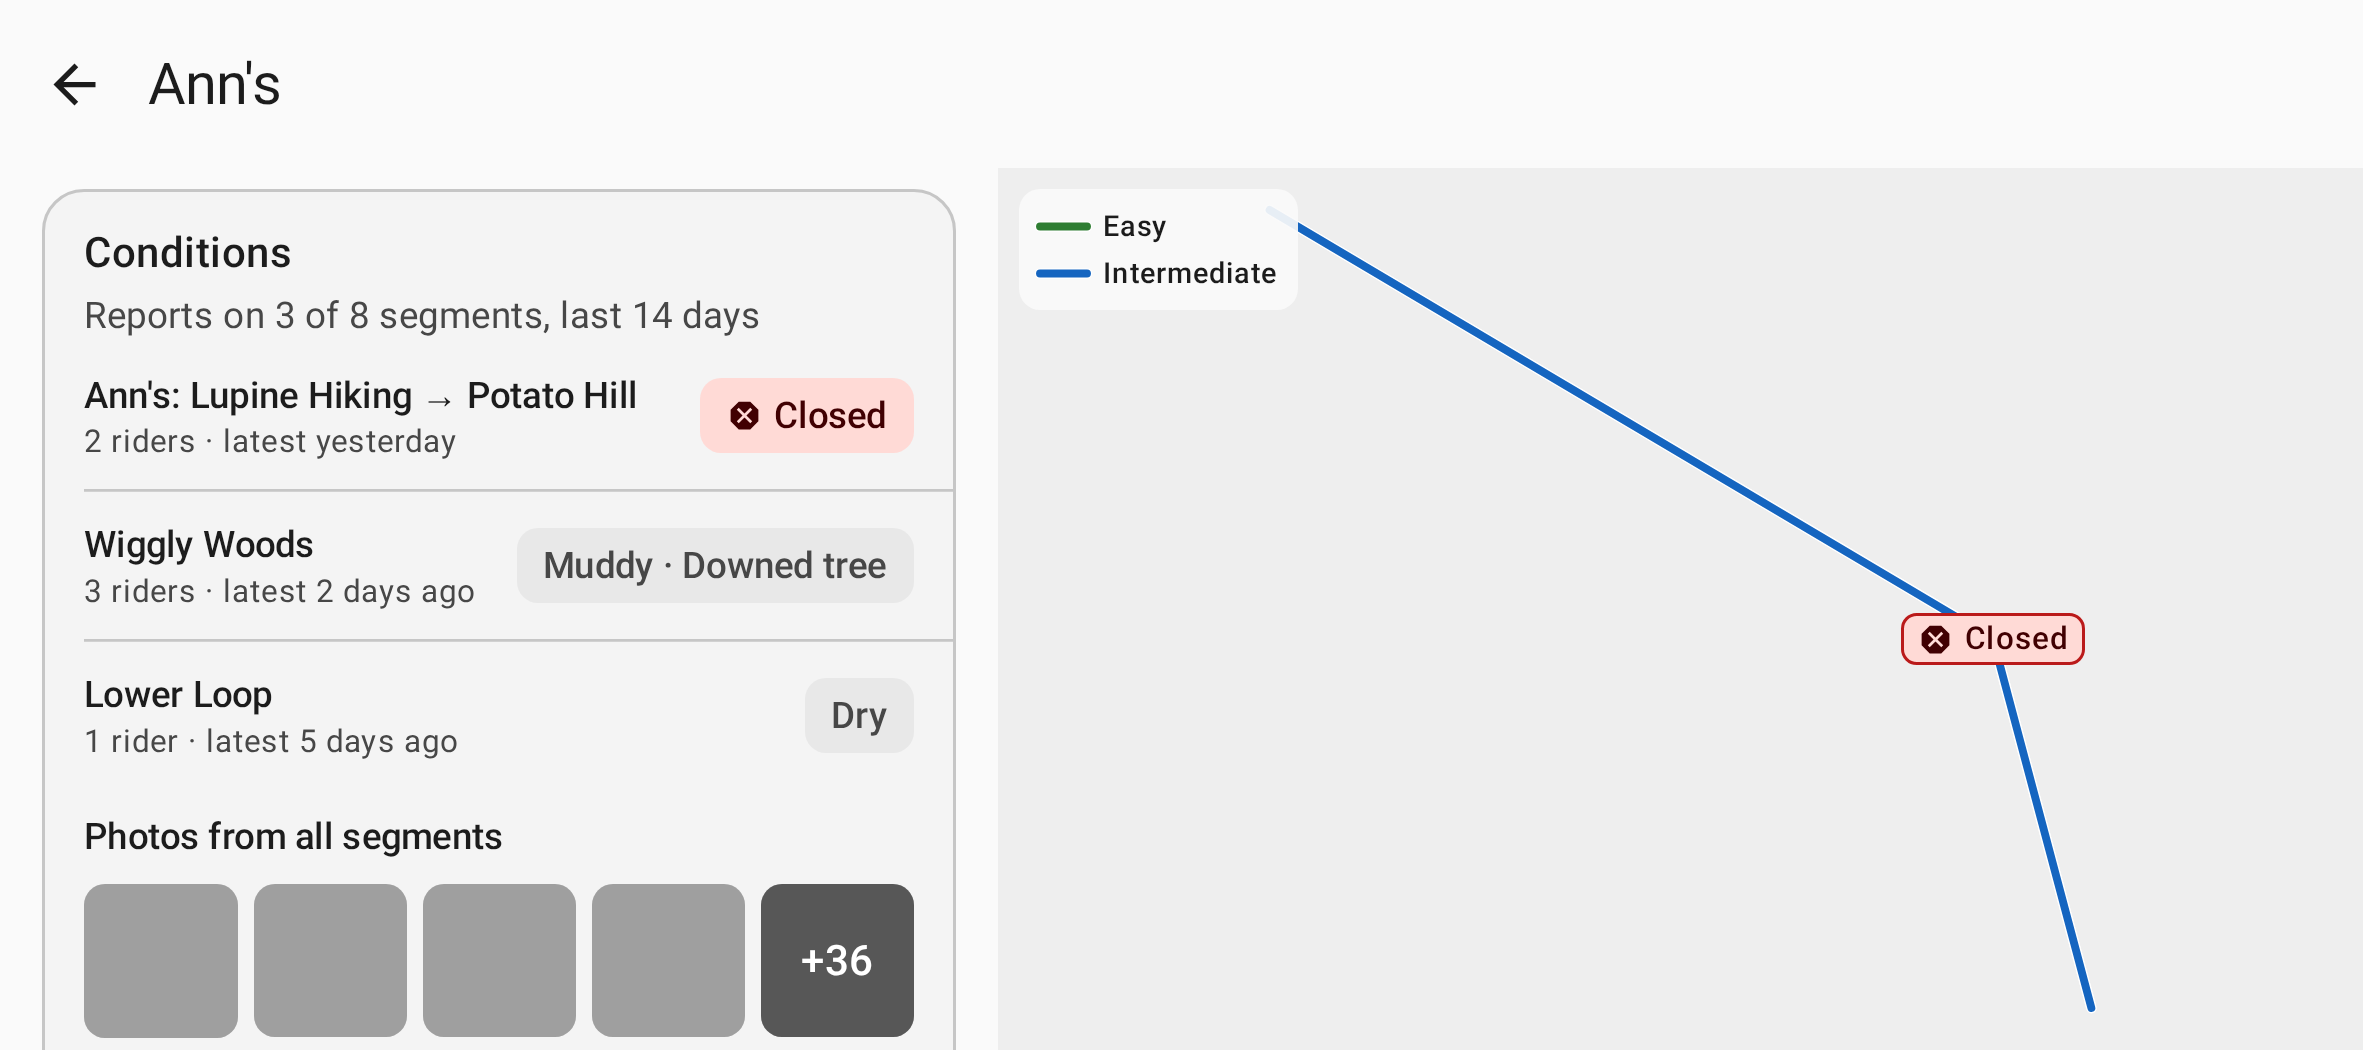 Ann's
Conditions
Reports on 3 of 8 segments, last 14 days
Ann's: Lupine Hiking → Potato Hill
2 riders · latest yesterday
Closed
Wiggly Woods
3 riders · latest 2 days ago
Muddy · Downed tree
Lower Loop
1 rider · latest 5 days ago
Dry
Photos from all segments
+36
Easy
Intermediate
Closed